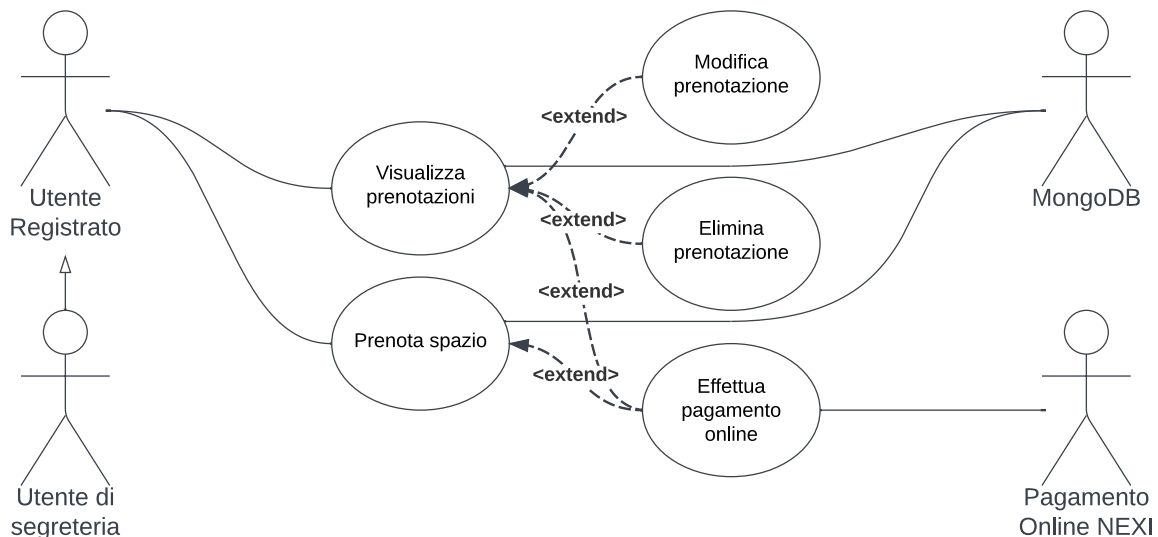 Modifica
prenotazione
<extend>
Visualizza
prenotazioni
Utente
Registrato
MongoDB
<extend>
Elimina
prenotazione
<extend>
Prenota spazio
<extend>
Effettua
pagamento
online
Utente di
segreteria
Pagamento
Online NEXI